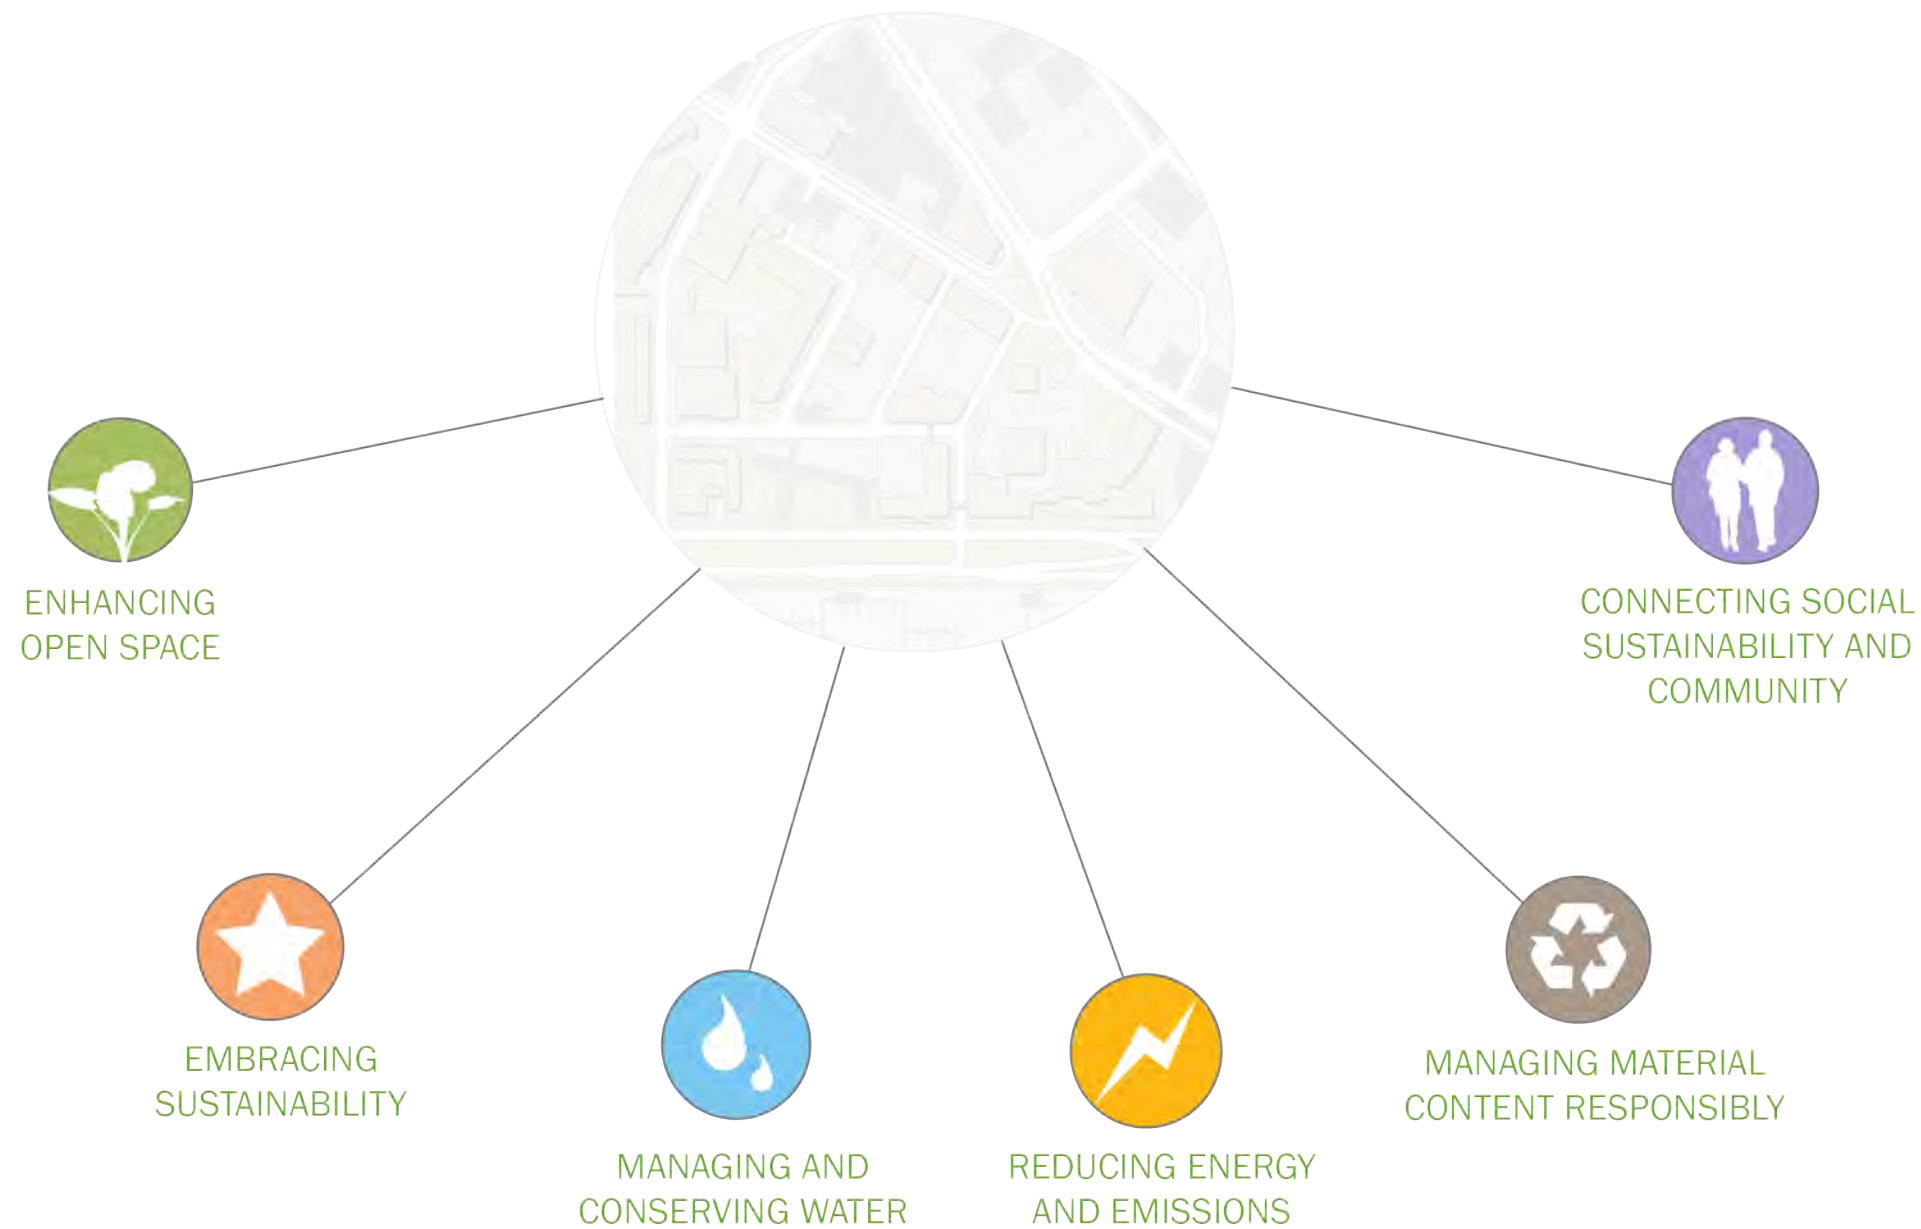 ENHANCING
OPEN SPACE
EMBRACING
SUSTAINABILITY
MANAGING AND
CONSERVING WATER
REDUCING ENERGY
AND EMISSIONS
MANAGING MATERIAL
CONTENT RESPONSIBLY
CONNECTING SOCIAL
SUSTAINABILITY AND
COMMUNITY